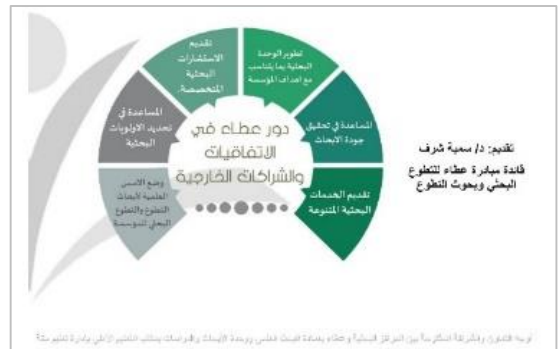 تقديم
الاستشارات
البحثية
المتخصصة.
تطوير الوحدة
البحثية بما يتناسب
مع اهداف المؤسسة
المساعدة في
تحديد الاولويات
البحثية
المساعدة في تحقيق
جودة الابحاث
دور عطاء في
الاتفاقيات
والشراكات الخارجية
وضع الاسس
العلمية لأبحاث
التطوع والتطوع
البحثي للمؤسسة
تقديم الخدمات
البحثية المتنوعة
تقديم: د/ سمية شرف
قائدة مبادرة عطاء للتطوع
البحثي وبحوث التطوع